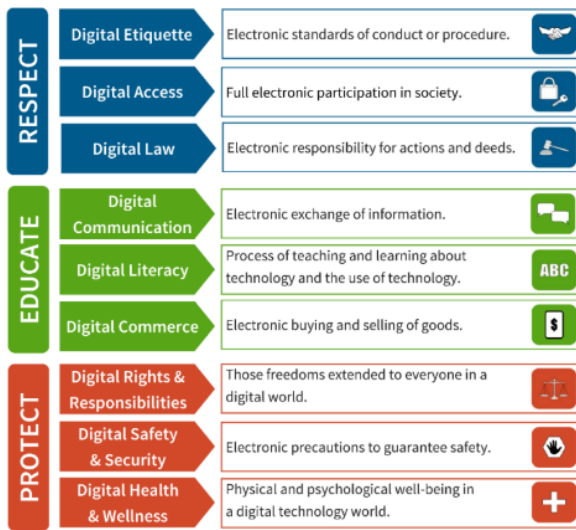 RESPECT
Digital Etiquette
Electronic standards of conduct or procedure.
Digital Access
Full electronic participation in society.
Digital Law
Electronic responsibility for actions and deeds.
EDUCATE
Digital
Communication
Electronic exchange of information.
Digital Literacy
Process of teaching and learning about
technology and the use of technology.
ABC
Digital Commerce
Electronic buying and selling of goods.
$
PROTECT
Digital Rights &
Responsibilities
Those freedoms extended to everyone in a
digital world.
Digital Safety
& Security
Electronic precautions to guarantee safety.
Digital Health
& Wellness
Physical and psychological well-being in
a digital technology world.